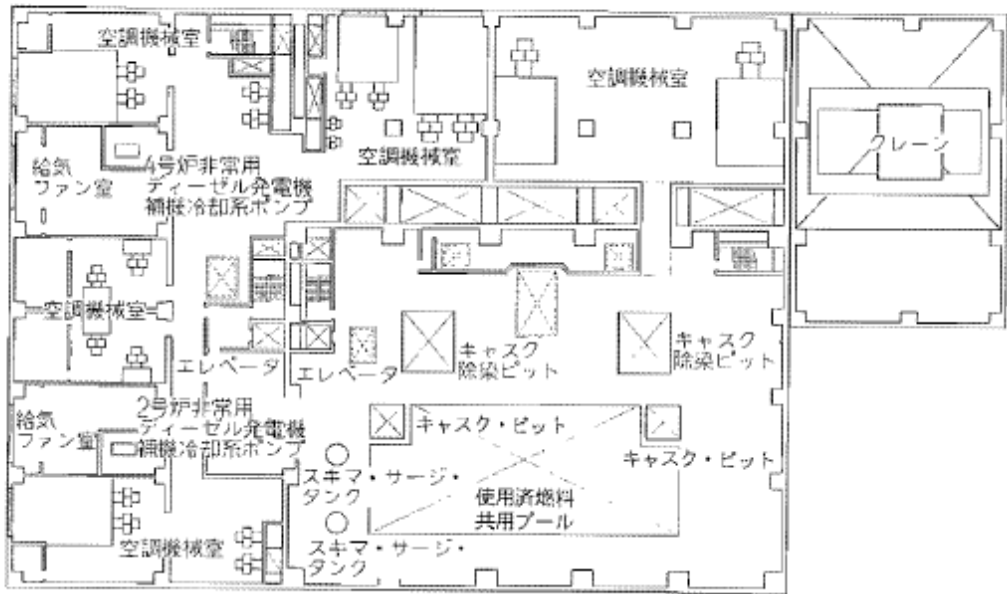 空調機械室
空調機械室
空調機械室
クレーン
給気
ファン室
4号炉非常用
ディーゼル発電機
補機冷却系ポンプ
空調機械室
エレベータ
エレベータ
キャスク
除染ピット
キャスク
除染ピット
給気
ファン室
2号炉非常用
ディーゼル発電機
補機冷却系ポンプ
キャスク・ピット
キャスク・ピット
スキマ・サージ・
タンク
使用済燃料
共用プール
スキマ・サージ・
タンク
空調機械室